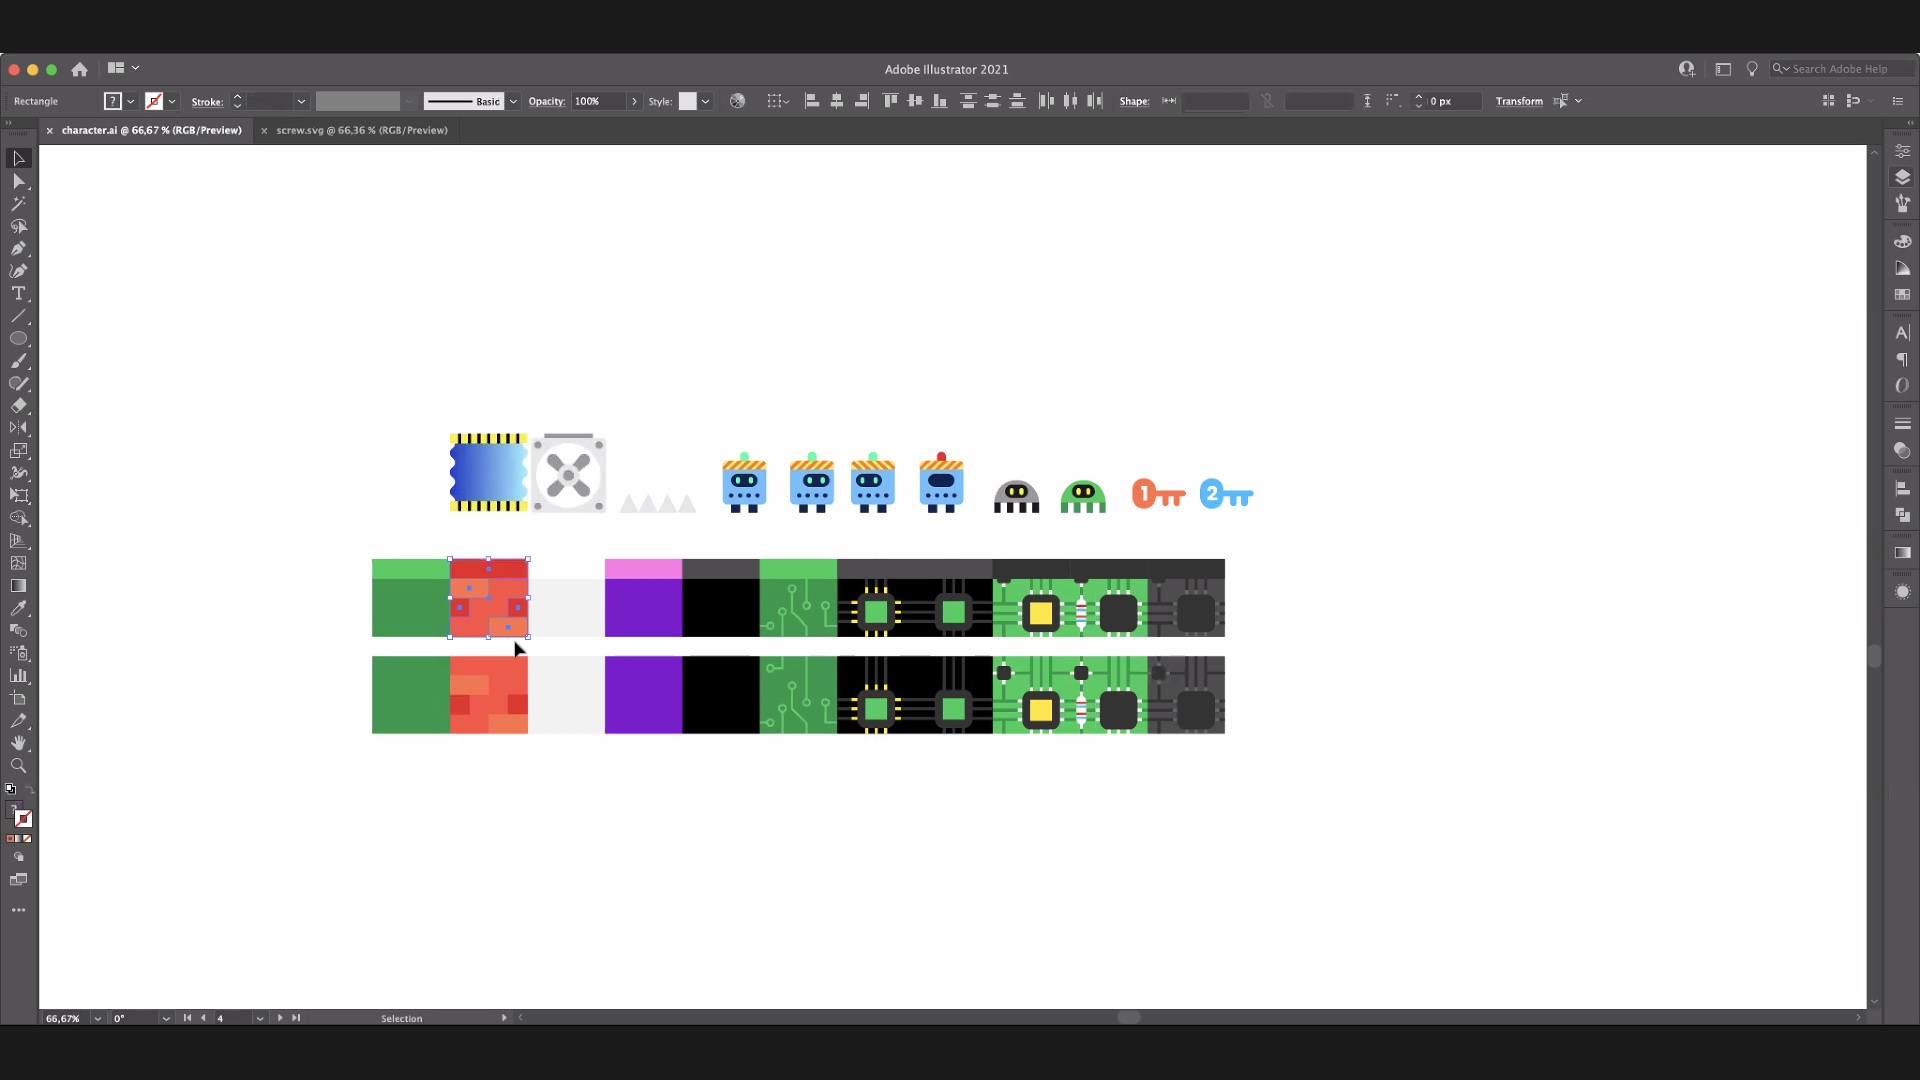 Adobe Illustrator 2021
Search Adobe Help
Rectangle
?
Stroke:
Basic
Opacity: 100%
Style:
Shape:
0 px
Transform
× character.ai @ 66,67 % (RGB/Preview)
× screw.svg @ 66,36 % (RGB/Preview)
1
2
66,67%
0°
4
Selection